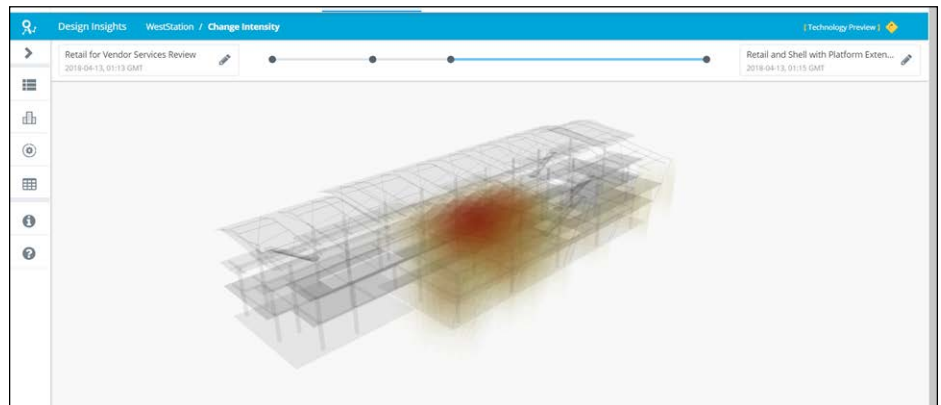 Design Insights WestStation / Change Intensity
[ Technology Preview ]
Retail for Vendor Services Review
2018-04-13, 01:13 GMT
Retail and Shell with Platform Exten...
2018-04-13, 01:15 GMT